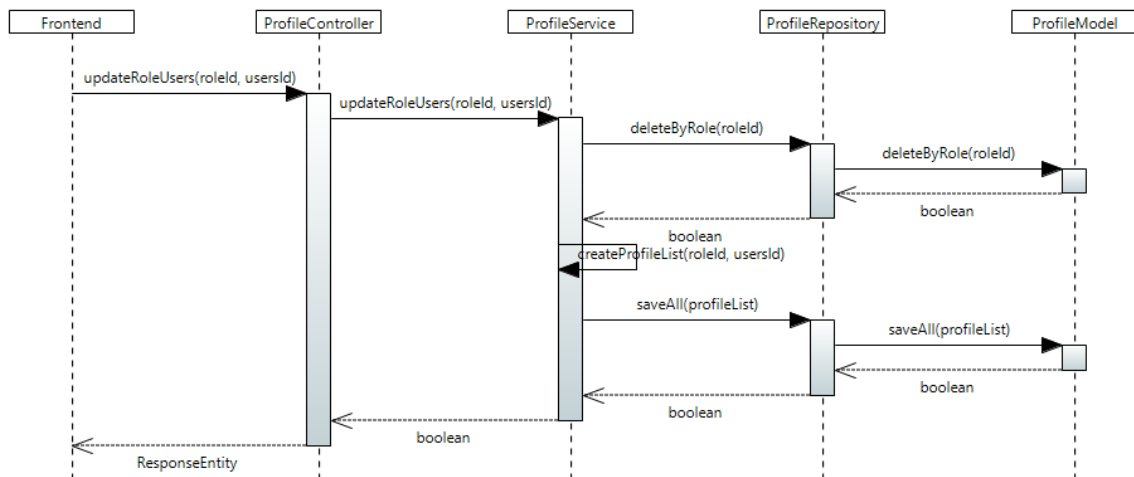 Frontend
ProfileController
ProfileService
ProfileRepository
ProfileModel
updateRoleUsers(roleId, usersId)
updateRoleUsers(roleId, usersId)
deleteByRole(roleId)
deleteByRole(roleId)
boolean
boolean
createProfileList(roleId, usersId)
saveAll(profileList)
saveAll(profileList)
boolean
boolean
boolean
ResponseEntity